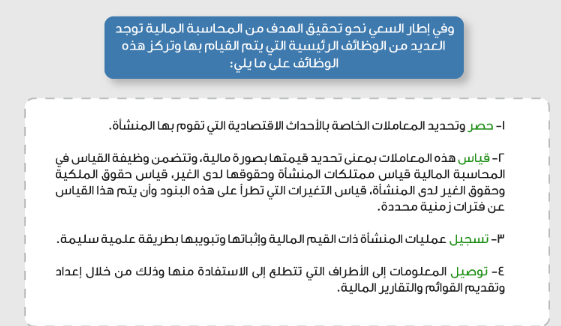 وفي إطار السعي نحو تحقيق الهدف من المحاسبة المالية توجد
العديد من الوظائف الرئيسية التي يتم القيام بها وتركز هذه
الوظائف على ما يلي:
١- حصر وتحديد المعاملات الخاصة بالأحداث الاقتصادية التي تقوم بها المنشأة.
٢- قياس هذه المعاملات بمعنى تحديد قيمتها بصورة مالية، وتتضمن وظيفة القياس في
المحاسبة المالية قياس ممتلكات المنشأة وحقوقها لدى الغير، قياس حقوق الملكية
وحقوق الغير لدى المنشأة، قياس التغيرات التي تطرأ على هذه البنود وأن يتم هذا القياس
عن فترات زمنية محددة.
٣- تسجيل عمليات المنشأة ذات القيم المالية وإثباتها وتبويبها بطريقة علمية سليمة.
٤- توصيل المعلومات إلى الأطراف التي تتطلع إلى الاستفادة منها وذلك من خلال إعداد
وتقديم القوائم والتقارير المالية.